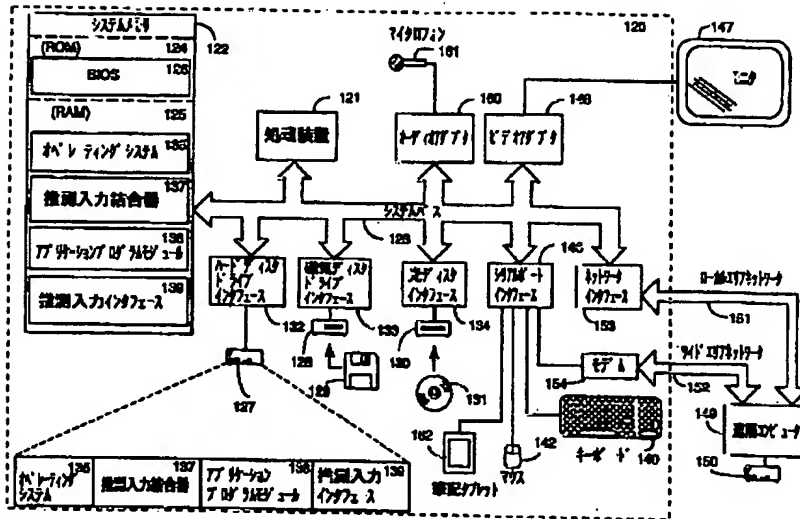 システムメモリ
122
(ROM) 124
BIOS 126
(RAM) 125
オペレーティングシステム 135
推測入力結合器 137
アプリケーションプログラムモジュール 138
推測入力インタフェース 139
120
マイクロフォン
161
121
処理装置
160
オーディオアダプタ
148
ビデオアダプタ
147
モニタ
システムバス
123
ハードディスク
ドライブ
インタフェース
132
磁気ディスク
ドライブ
インタフェース
133
光ディスク
インタフェース
134
シリアルポート
インタフェース
146
ネットワーク
インタフェース
153
ローカルエリアネットワーク
151
モデム
154
ワイドエリアネットワーク
152
127
128
129
130
131
162
筆記タブレット
142
マウス
キーボード
140
149
遠隔コンピュータ
150
オペレーティング
システム
135
推測入力結合器
137
アプリケーション
プログラムモジュール
138
推測入力
インタフェース
139